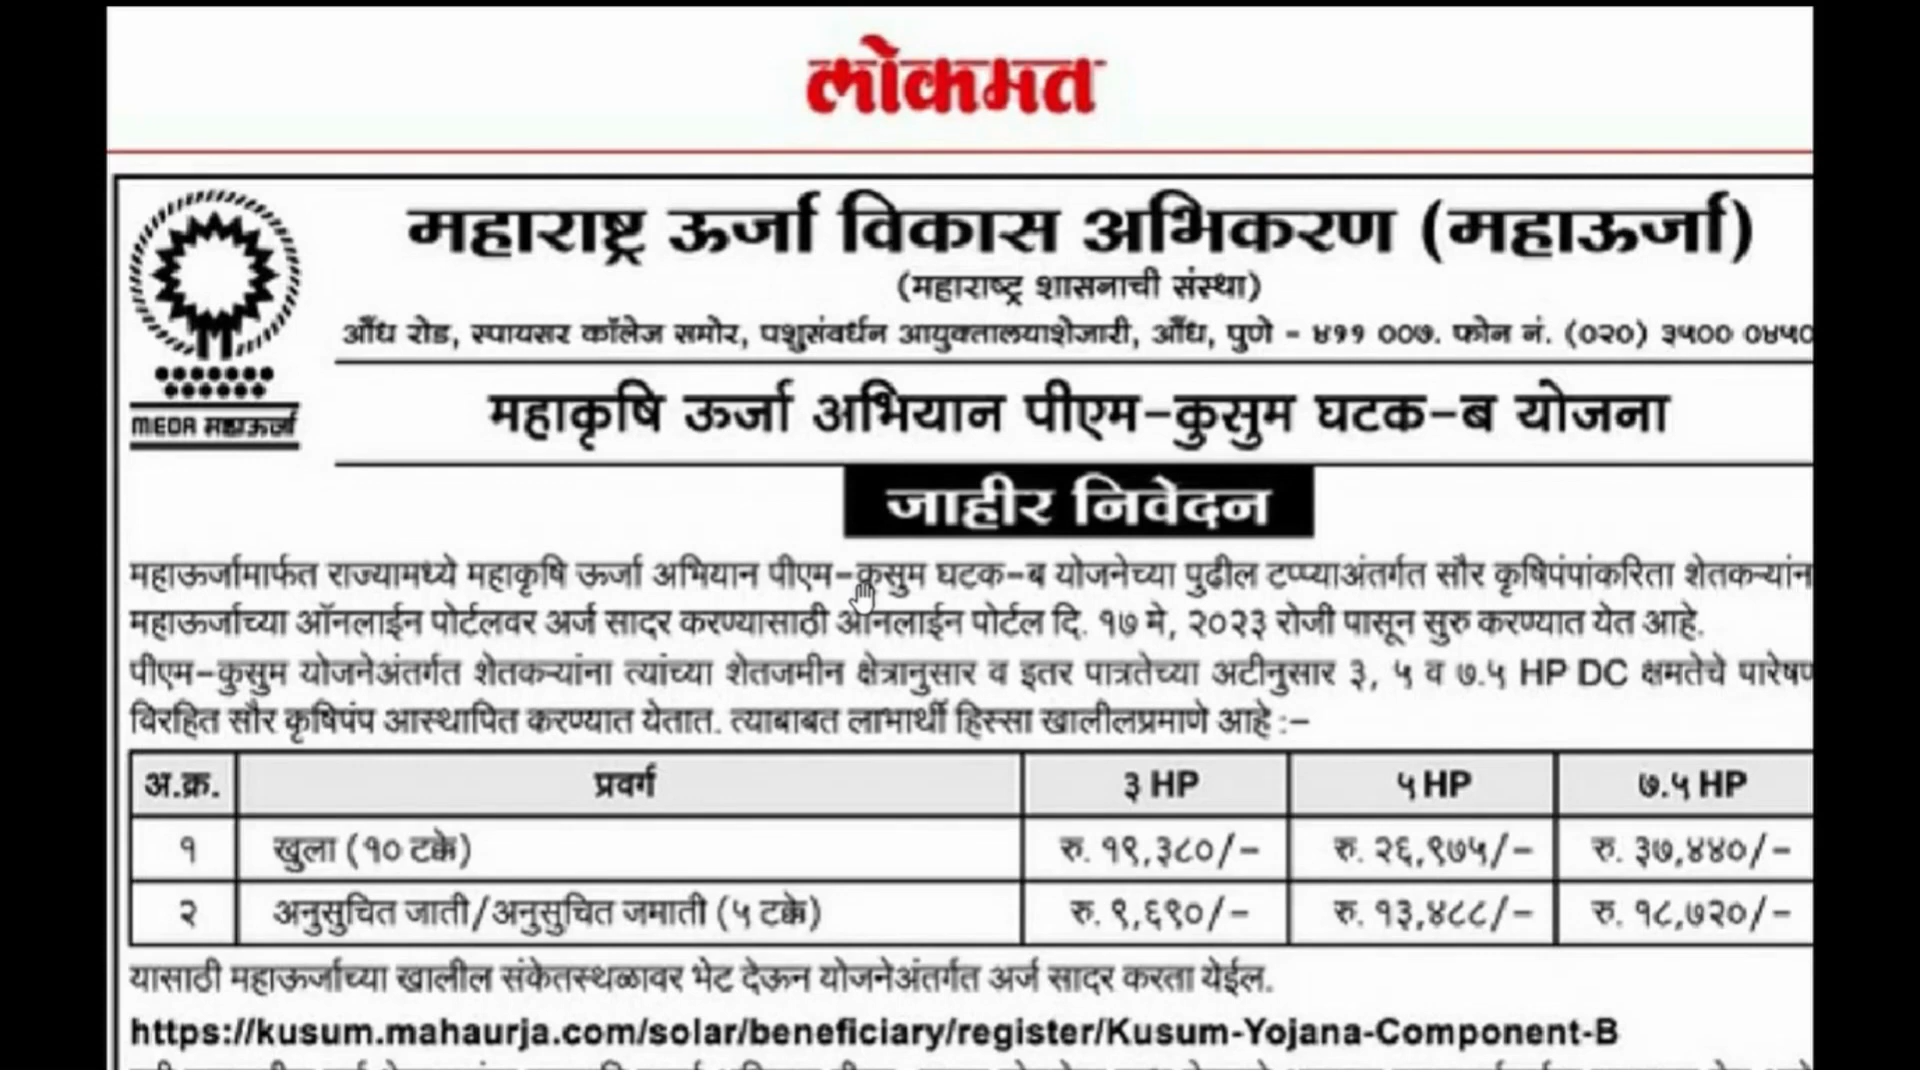 लोकमत
महाराष्ट्र ऊर्जा विकास अभिकरण (महाऊर्जा)
(महाराष्ट्र शासनाची संस्था)
औंध रोड, स्पायसर कॉलेज समोर, पशुसंवर्धन आयुक्तालयाशेजारी, औंध, पुणे - ४११ ००७. फोन नं. (०२०) ३५०० ०४५०
MEDA महाऊर्जा
महाकृषि ऊर्जा अभियान पीएम-कुसुम घटक-ब योजना
जाहीर निवेदन
महाऊर्जामार्फत राज्यामध्ये महाकृषि ऊर्जा अभियान पीएम-कुसुम घटक-ब योजनेच्या पुढील टप्प्याअंतर्गत सौर कृषिपंपांकरिता शेतकऱ्यांन
महाऊर्जाच्या ऑनलाईन पोर्टलवर अर्ज सादर करण्यासाठी ऑनलाईन पोर्टल दि. १७ मे, २०२३ रोजी पासून सुरु करण्यात येत आहे.
पीएम-कुसुम योजनेअंतर्गत शेतकऱ्यांना त्यांच्या शेतजमीन क्षेत्रानुसार व इतर पात्रतेच्या अटीनुसार ३, ५ व ७.५ HP DC क्षमतेचे पारेषण
विरहित सौर कृषिपंप आस्थापित करण्यात येतात. त्याबाबत लाभार्थी हिस्सा खालीलप्रमाणे आहे :-
अ.क्र. प्रवर्ग ३ HP ५ HP ७.५ HP
१ खुला (१० टक्के) रु. १९,३८०/- रु. २६,९७५/- रु. ३७,४४०/-
२ अनुसुचित जाती/अनुसुचित जमाती (५ टक्के) रु. ९,६९०/- रु. १३,४८८/- रु. १८,७२०/-
यासाठी महाऊर्जाच्या खालील संकेतस्थळावर भेट देऊन योजनेअंतर्गत अर्ज सादर करता येईल.
https://kusum.mahaurja.com/solar/beneficiary/register/Kusum-Yojana-Component-B